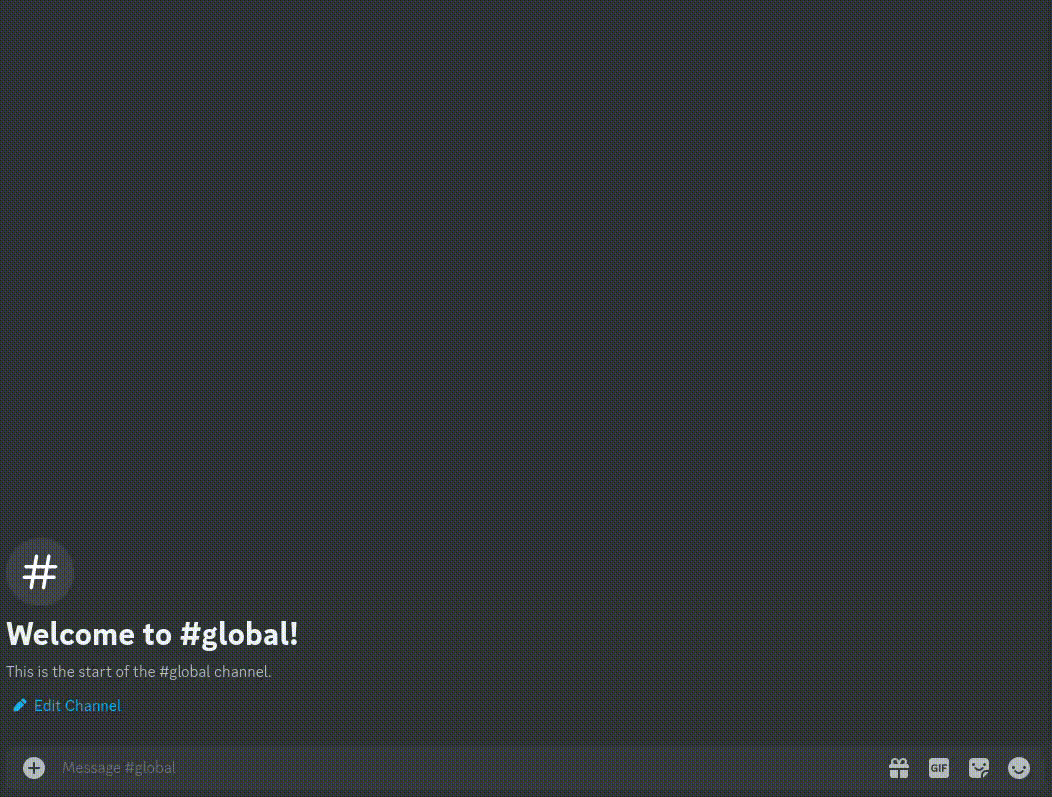 #
Welcome to #global!
This is the start of the #global channel.
Edit Channel
Message #global
GIF